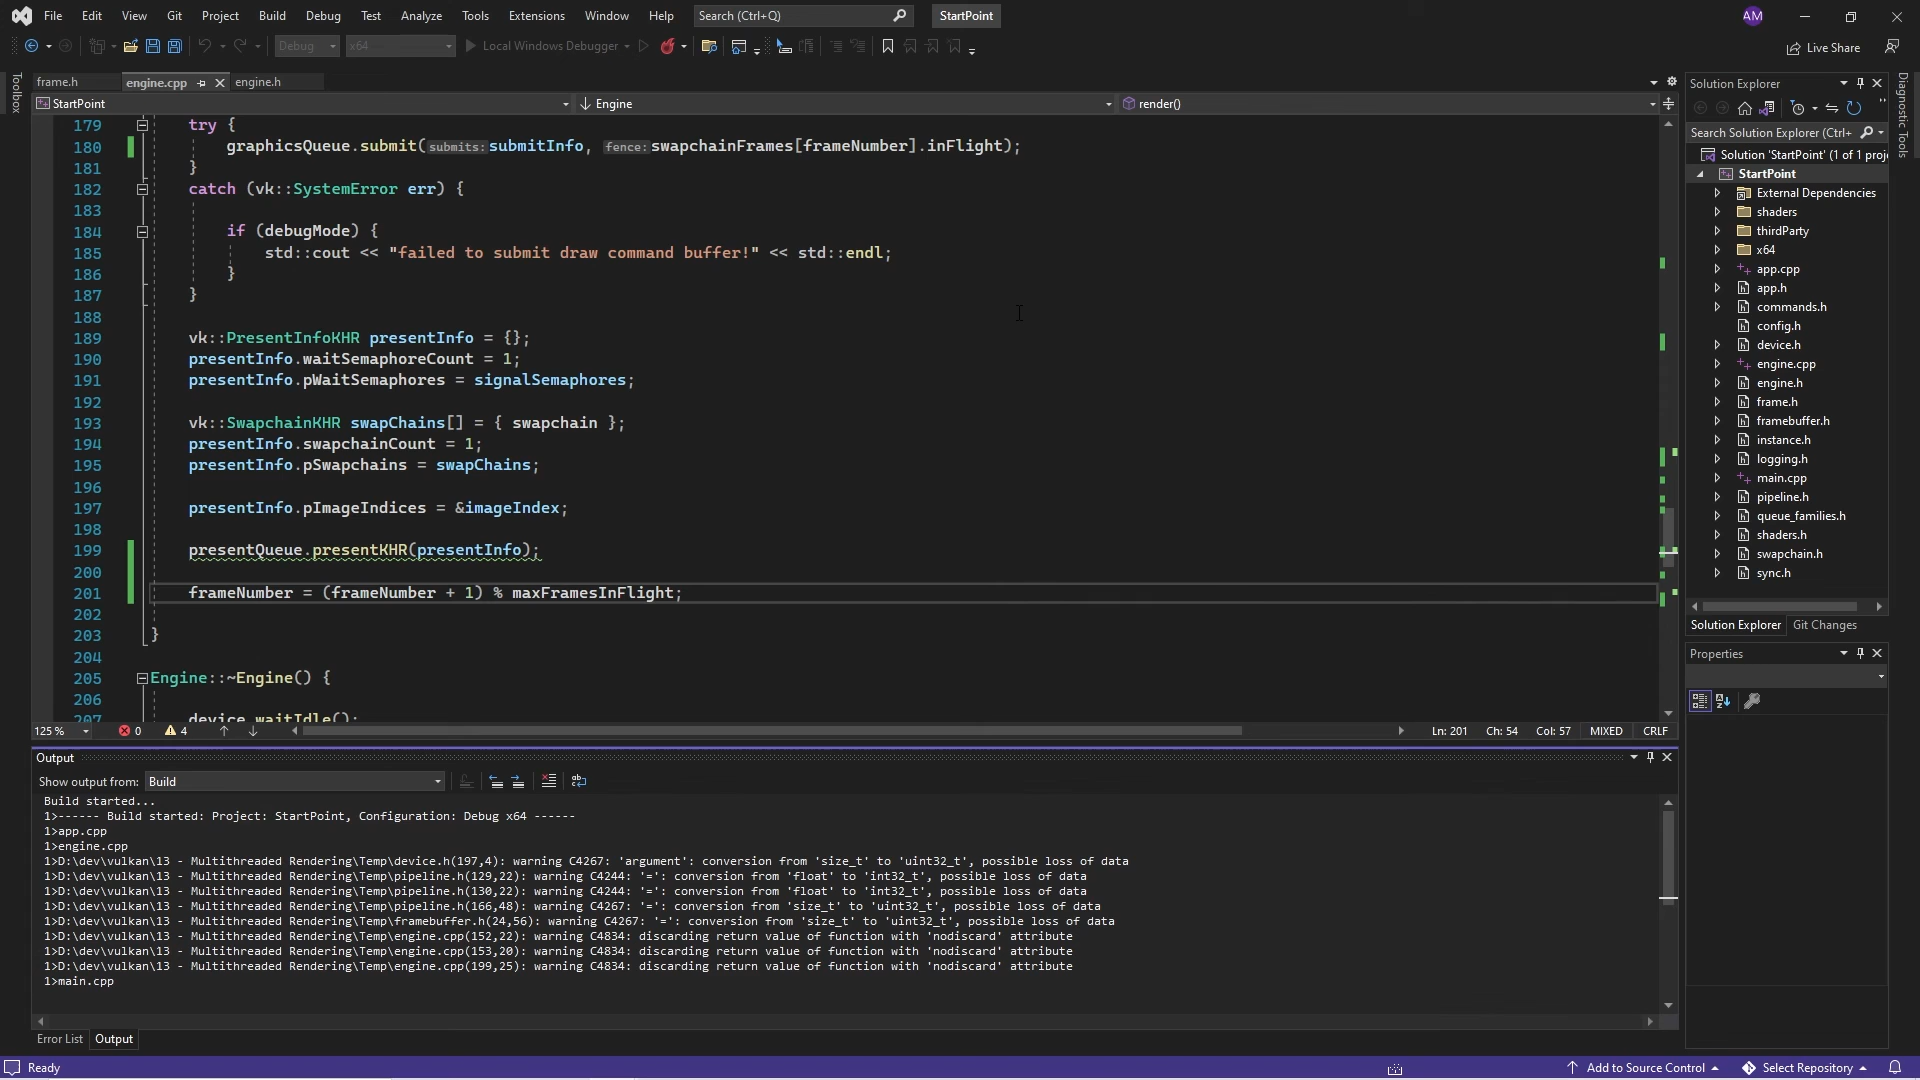 File Edit View Git Project Build Debug Test Analyze Tools Extensions Window Help Search (Ctrl+Q) StartPoint AM
Debug x64 Local Windows Debugger Live Share
Toolbox
frame.h engine.cpp engine.h
StartPoint Engine render()
179 try {
180 graphicsQueue.submit(submits: submitInfo, fence: swapchainFrames[frameNumber].inFlight);
181 }
182 catch (vk::SystemError err) {
183
184 if (debugMode) {
185 std::cout << "failed to submit draw command buffer!" << std::endl;
186 }
187 }
188
189 vk::PresentInfoKHR presentInfo = {};
190 presentInfo.waitSemaphoreCount = 1;
191 presentInfo.pWaitSemaphores = signalSemaphores;
192
193 vk::SwapchainKHR swapChains[] = { swapchain };
194 presentInfo.swapchainCount = 1;
195 presentInfo.pSwapchains = swapChains;
196
197 presentInfo.pImageIndices = &imageIndex;
198
199 presentQueue.presentKHR(presentInfo);
200
201 frameNumber = (frameNumber + 1) % maxFramesInFlight;
202
203 }
204
205 Engine::~Engine() {
206
207 device.waitIdle();
125 % 0 4 Ln: 201 Ch: 54 Col: 57 MIXED CRLF
Output
Show output from: Build
Build started...
1>------ Build started: Project: StartPoint, Configuration: Debug x64 ------
1>app.cpp
1>engine.cpp
1>D:\dev\vulkan\13 - Multithreaded Rendering\Temp\device.h(197,4): warning C4267: 'argument': conversion from 'size_t' to 'uint32_t', possible loss of data
1>D:\dev\vulkan\13 - Multithreaded Rendering\Temp\pipeline.h(129,22): warning C4244: '=': conversion from 'float' to 'int32_t', possible loss of data
1>D:\dev\vulkan\13 - Multithreaded Rendering\Temp\pipeline.h(130,22): warning C4244: '=': conversion from 'float' to 'int32_t', possible loss of data
1>D:\dev\vulkan\13 - Multithreaded Rendering\Temp\pipeline.h(166,48): warning C4267: '=': conversion from 'size_t' to 'uint32_t', possible loss of data
1>D:\dev\vulkan\13 - Multithreaded Rendering\Temp\framebuffer.h(24,56): warning C4267: '=': conversion from 'size_t' to 'uint32_t', possible loss of data
1>D:\dev\vulkan\13 - Multithreaded Rendering\Temp\engine.cpp(152,22): warning C4834: discarding return value of function with 'nodiscard' attribute
1>D:\dev\vulkan\13 - Multithreaded Rendering\Temp\engine.cpp(153,20): warning C4834: discarding return value of function with 'nodiscard' attribute
1>D:\dev\vulkan\13 - Multithreaded Rendering\Temp\engine.cpp(199,25): warning C4834: discarding return value of function with 'nodiscard' attribute
1>main.cpp
Error List Output
Solution Explorer
Search Solution Explorer (Ctrl+
Solution 'StartPoint' (1 of 1 proj
StartPoint
External Dependencies
shaders
thirdParty
x64
app.cpp
app.h
commands.h
config.h
device.h
engine.cpp
engine.h
frame.h
framebuffer.h
instance.h
logging.h
main.cpp
pipeline.h
queue_families.h
shaders.h
swapchain.h
sync.h
Solution Explorer Git Changes
Properties
Diagnostic Tools
Ready Add to Source Control Select Repository